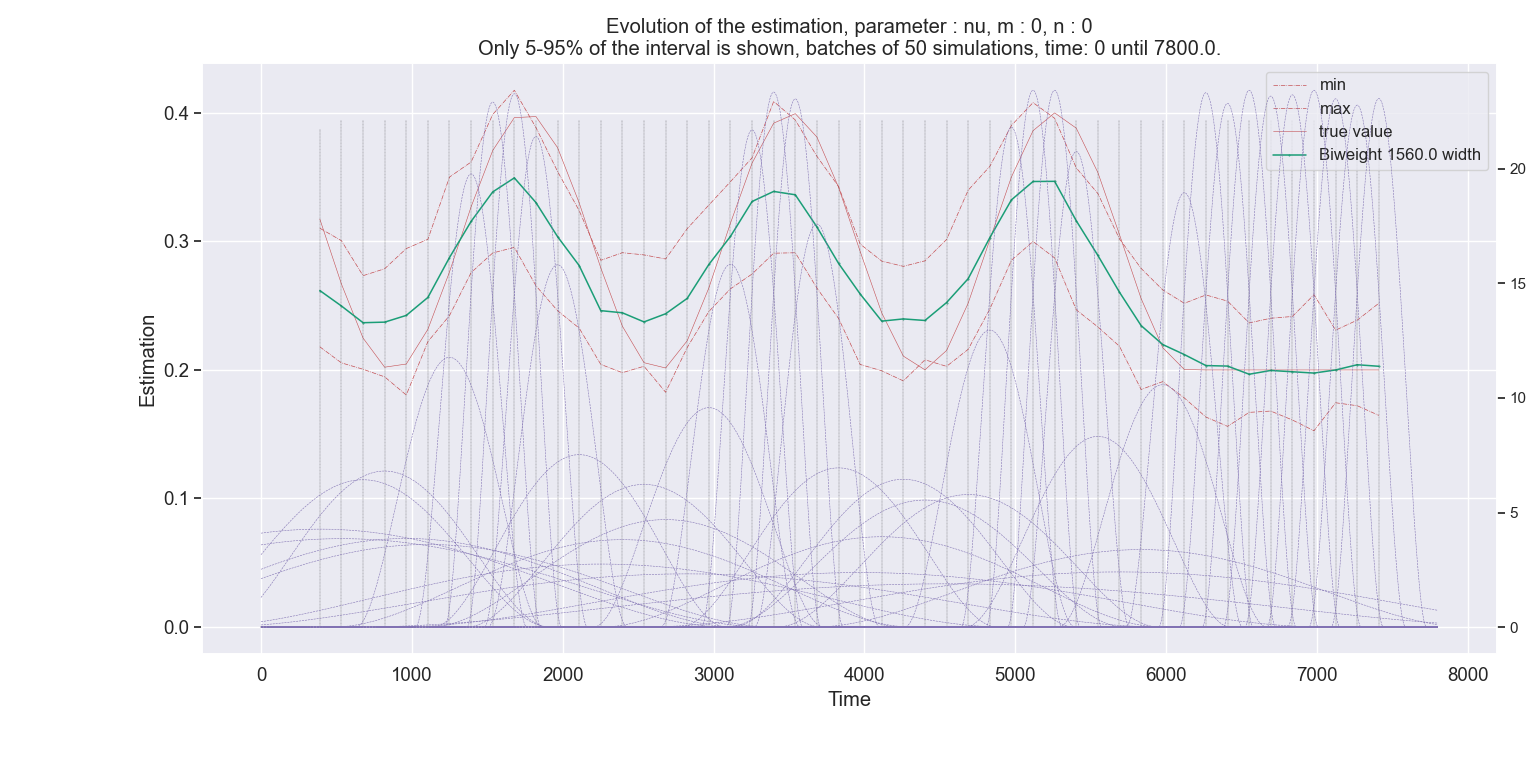 Evolution of the estimation, parameter : nu, m : 0, n : 0
Only 5-95% of the interval is shown, batches of 50 simulations, time: 0 until 7800.0.
min
max
true value
Biweight 1560.0 width
Estimation
0.4
0.3
0.2
0.1
0.0
20
15
10
5
0
0 1000 2000 3000 4000 5000 6000 7000 8000
Time